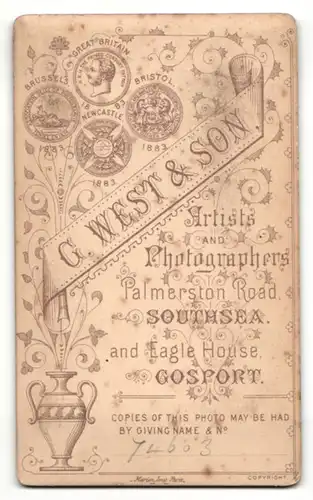 GREAT BRITAIN
BRUSSELS
BRISTOL
1883
NEWCASTLE
1883
1883
1883
G. WEST & SON
Artists
AND
Photographers
Palmerston Road,
SOUTHSEA.
and Eagle House,
GOSPORT.
COPIES OF THIS PHOTO MAY BE HAD
BY GIVING NAME & No
74663
COPYRIGHT.